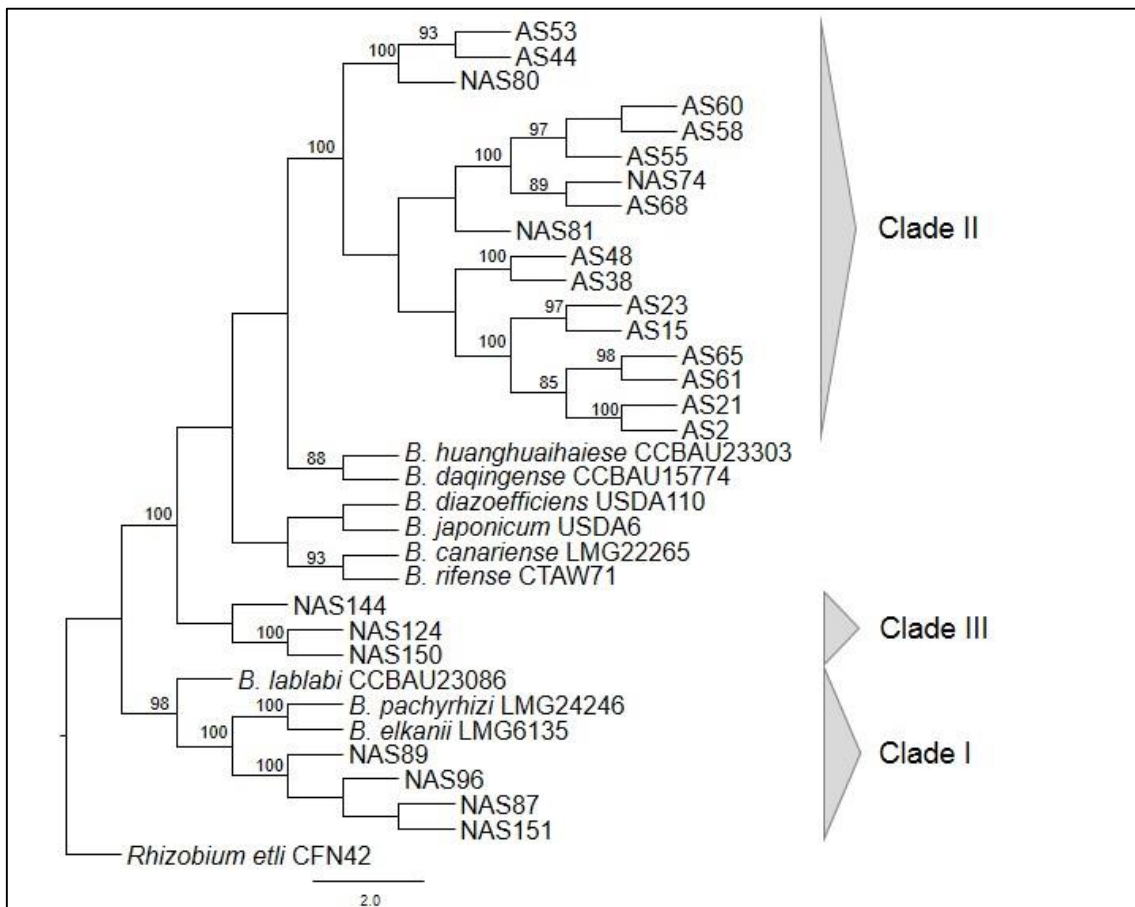 93
AS53
100
AS44
NAS80
AS60
97
AS58
100
100
AS55
89
NAS74
AS68
NAS81
Clade II
100
AS48
AS38
97
AS23
100
AS15
98
AS65
85
AS61
100
AS21
AS2
88
B. huanghuaihaiese CCBAU23303
B. daqingense CCBAU15774
B. diazoefficiens USDA110
100
B. japonicum USDA6
93
B. canariense LMG22265
B. rifense CTAW71
NAS144
100
NAS124
Clade III
NAS150
98
B. lablabi CCBAU23086
100
B. pachyrhizi LMG24246
100
B. elkanii LMG6135
100
NAS89
Clade I
NAS96
NAS87
NAS151
Rhizobium etli CFN42
2.0